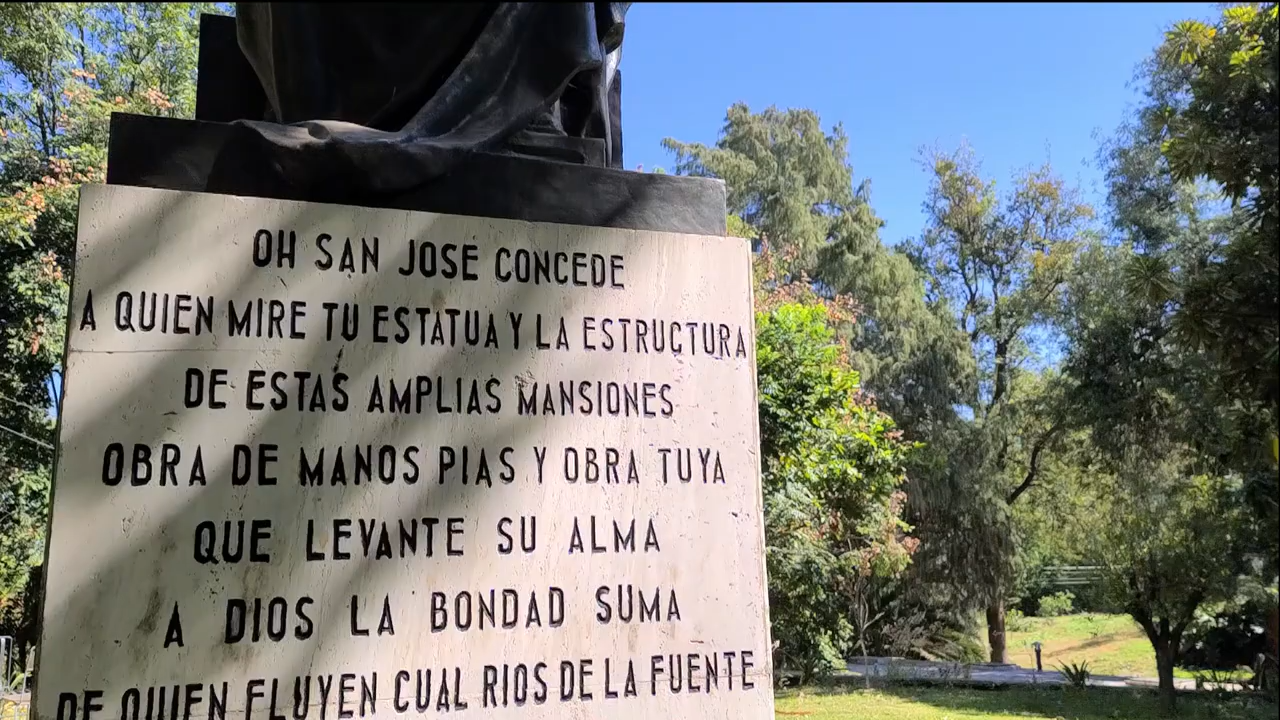 OH SAN JOSE CONCEDE
A QUIEN MIRE TU ESTATUA Y LA ESTRUCTURA
DE ESTAS AMPLIAS MANSIONES
OBRA DE MANOS PIAS Y OBRA TUYA
QUE LEVANTE SU ALMA
A DIOS LA BONDAD SUMA
DE QUIEN FLUYEN CUAL RIOS DE LA FUENTE